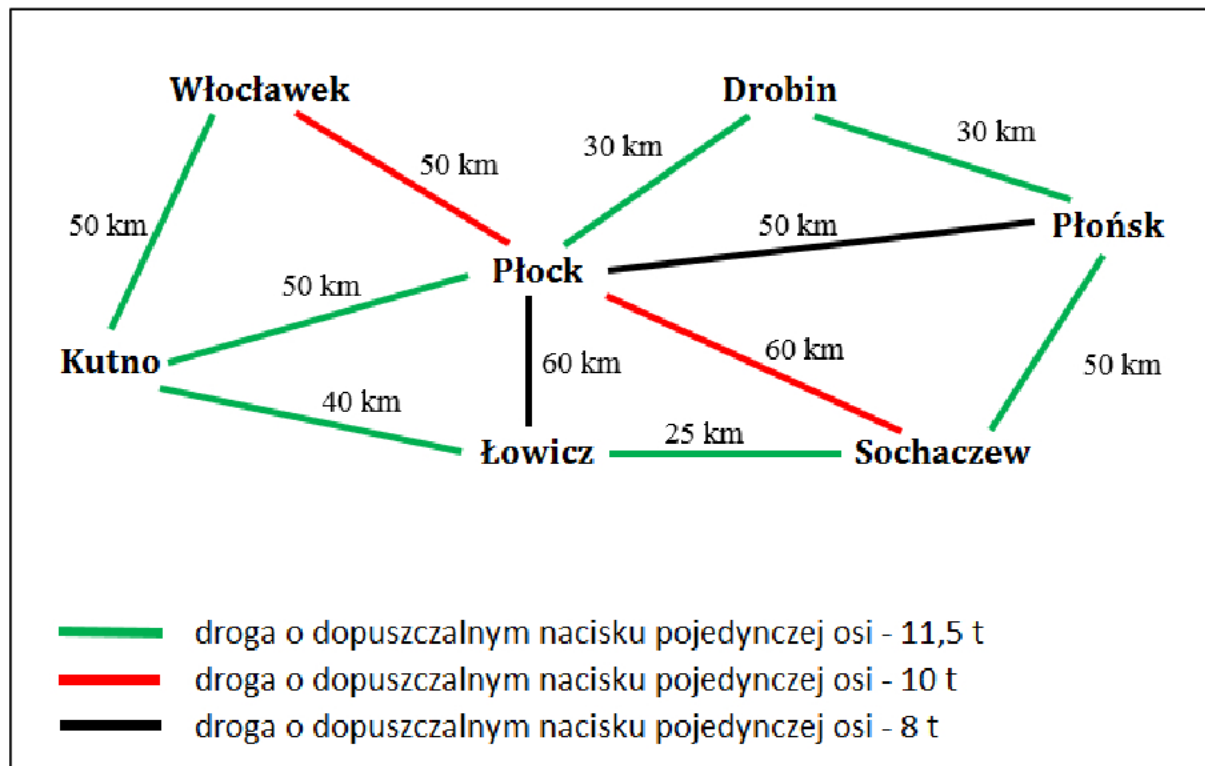 Włocławek
Drobin
30 km
30 km
50 km
50 km
50 km
Płońsk
Płock
50 km
Kutno
60 km
60 km
50 km
40 km
25 km
Łowicz
Sochaczew
droga o dopuszczalnym nacisku pojedynczej osi - 11,5 t
droga o dopuszczalnym nacisku pojedynczej osi - 10 t
droga o dopuszczalnym nacisku pojedynczej osi - 8 t